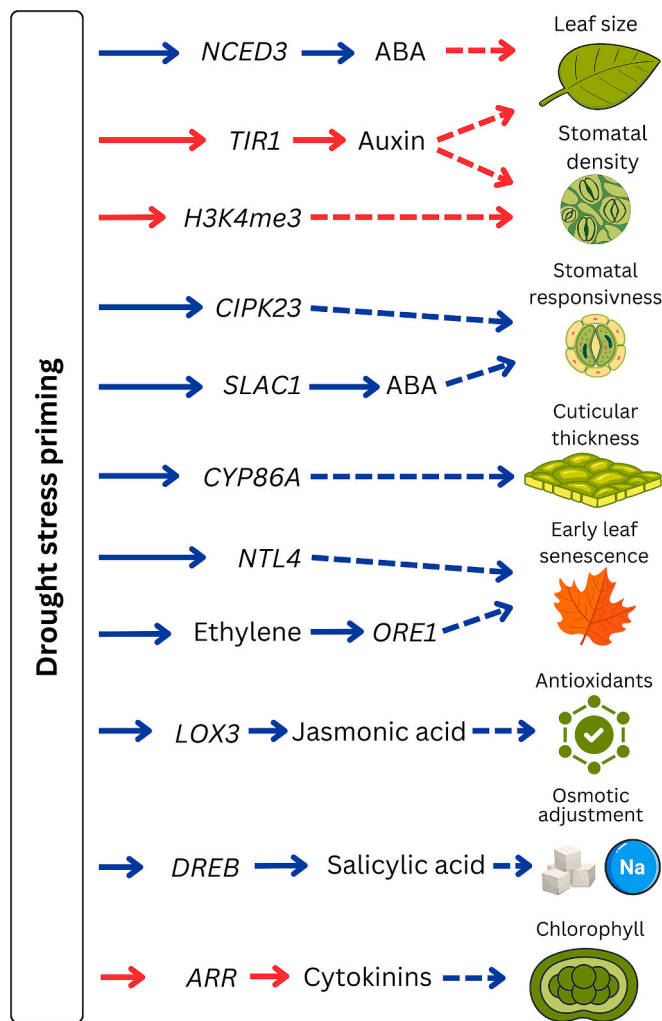 Drought stress priming
Leaf size
NCED3 ABA
TIR1 Auxin
Stomatal
density
H3K4me3
Stomatal
responsivness
CIPK23
SLAC1 ABA
Cuticular
thickness
CYP86A
Early leaf
senescence
NTL4
Ethylene ORE1
Antioxidants
LOX3 Jasmonic acid
Osmotic
adjustment
DREB Salicylic acid Na
Chlorophyll
ARR Cytokinins